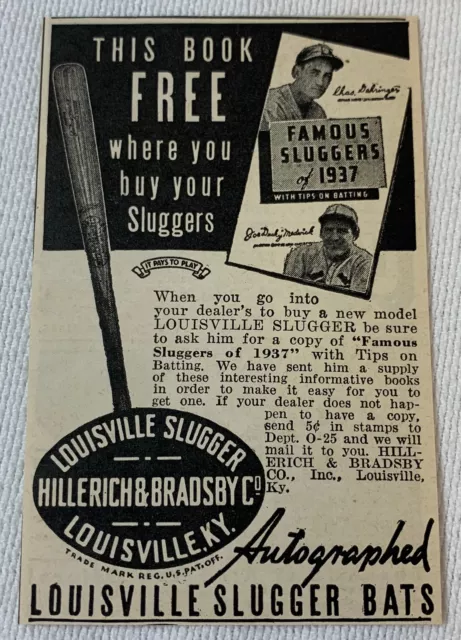 THIS BOOK
FREE
where you
buy your
Sluggers
Chas. Gehringer
FAMOUS
SLUGGERS
of 1937
WITH TIPS ON BATTING
Joe "Ducky" Medwick
IT PAYS TO PLAY
When you go into
your dealer's to buy a new model
LOUISVILLE SLUGGER be sure
to ask him for a copy of "Famous
Sluggers of 1937" with Tips on
Batting. We have sent him a supply
of these interesting informative books
in order to make it easy for you to
get one. If your dealer does not hap-
pen to have a copy,
send 5¢ in stamps to
Dept. O-25 and we will
mail it to you. HILL-
ERICH & BRADSBY
CO., Inc., Louisville,
Ky.
LOUISVILLE SLUGGER
HILLERICH & BRADSBY CO
LOUISVILLE, KY.
TRADE MARK REG. U.S. PAT. OFF.
Autographed
LOUISVILLE SLUGGER BATS